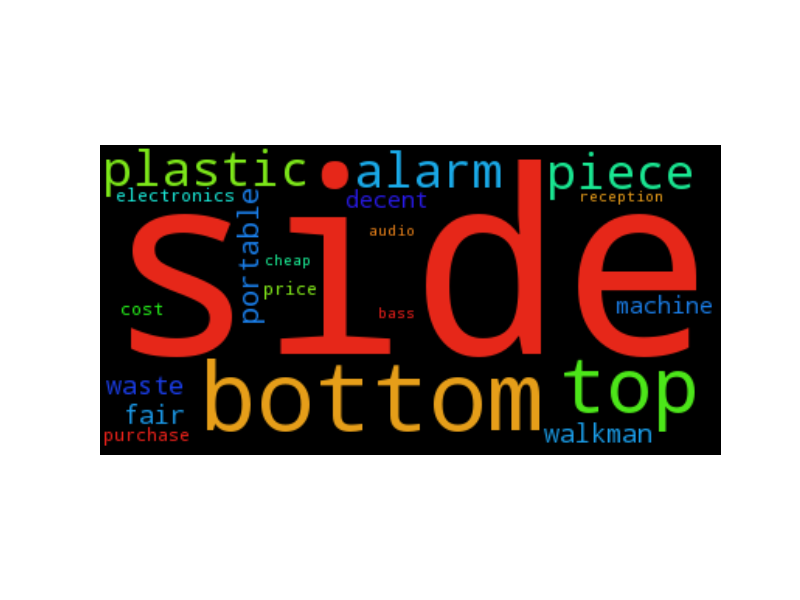 plastic
alarm
piece
electronics
portable
decent
reception
side
audio
cheap
price
cost
bass
machine
bottom
top
waste
fair
purchase
walkman